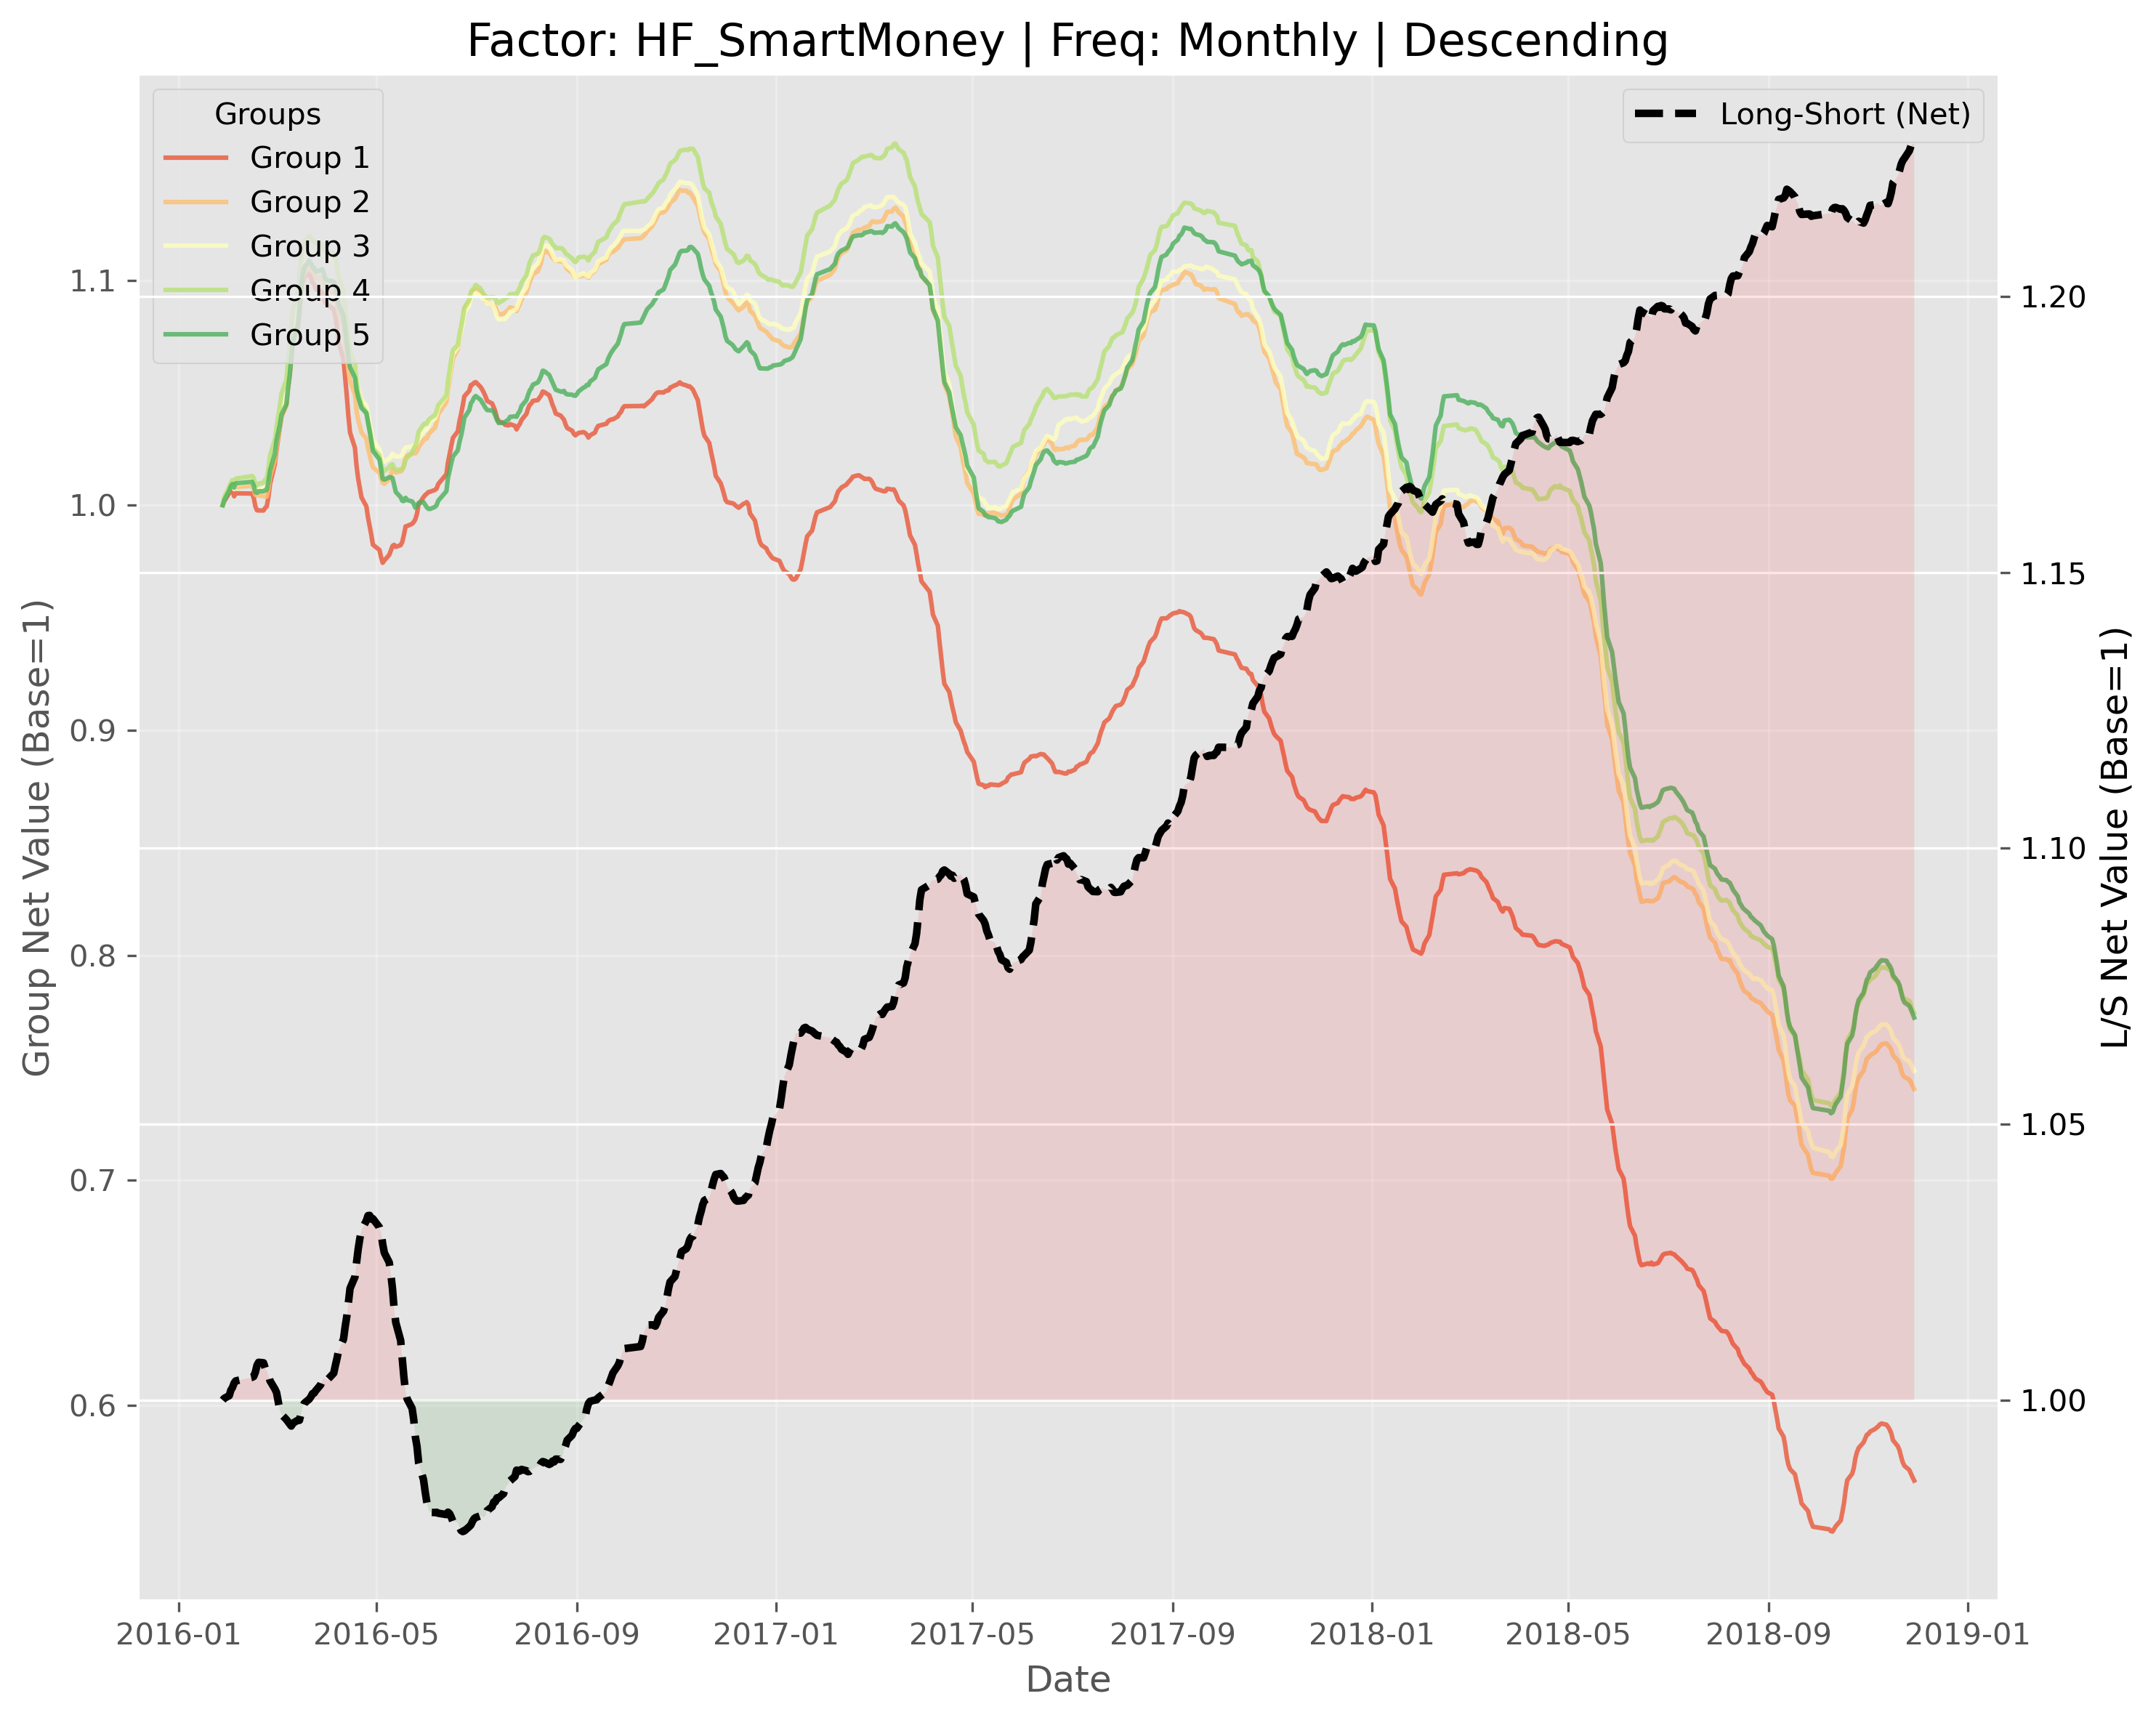 Factor: HF_SmartMoney | Freq: Monthly | Descending
Groups
Group 1
Group 2
Group 3
Group 4
Group 5
Long-Short (Net)
Group Net Value (Base=1)
1.1
1.0
0.9
0.8
0.7
0.6
L/S Net Value (Base=1)
1.20
1.15
1.10
1.05
1.00
2016-01 2016-05 2016-09 2017-01 2017-05 2017-09 2018-01 2018-05 2018-09 2019-01
Date